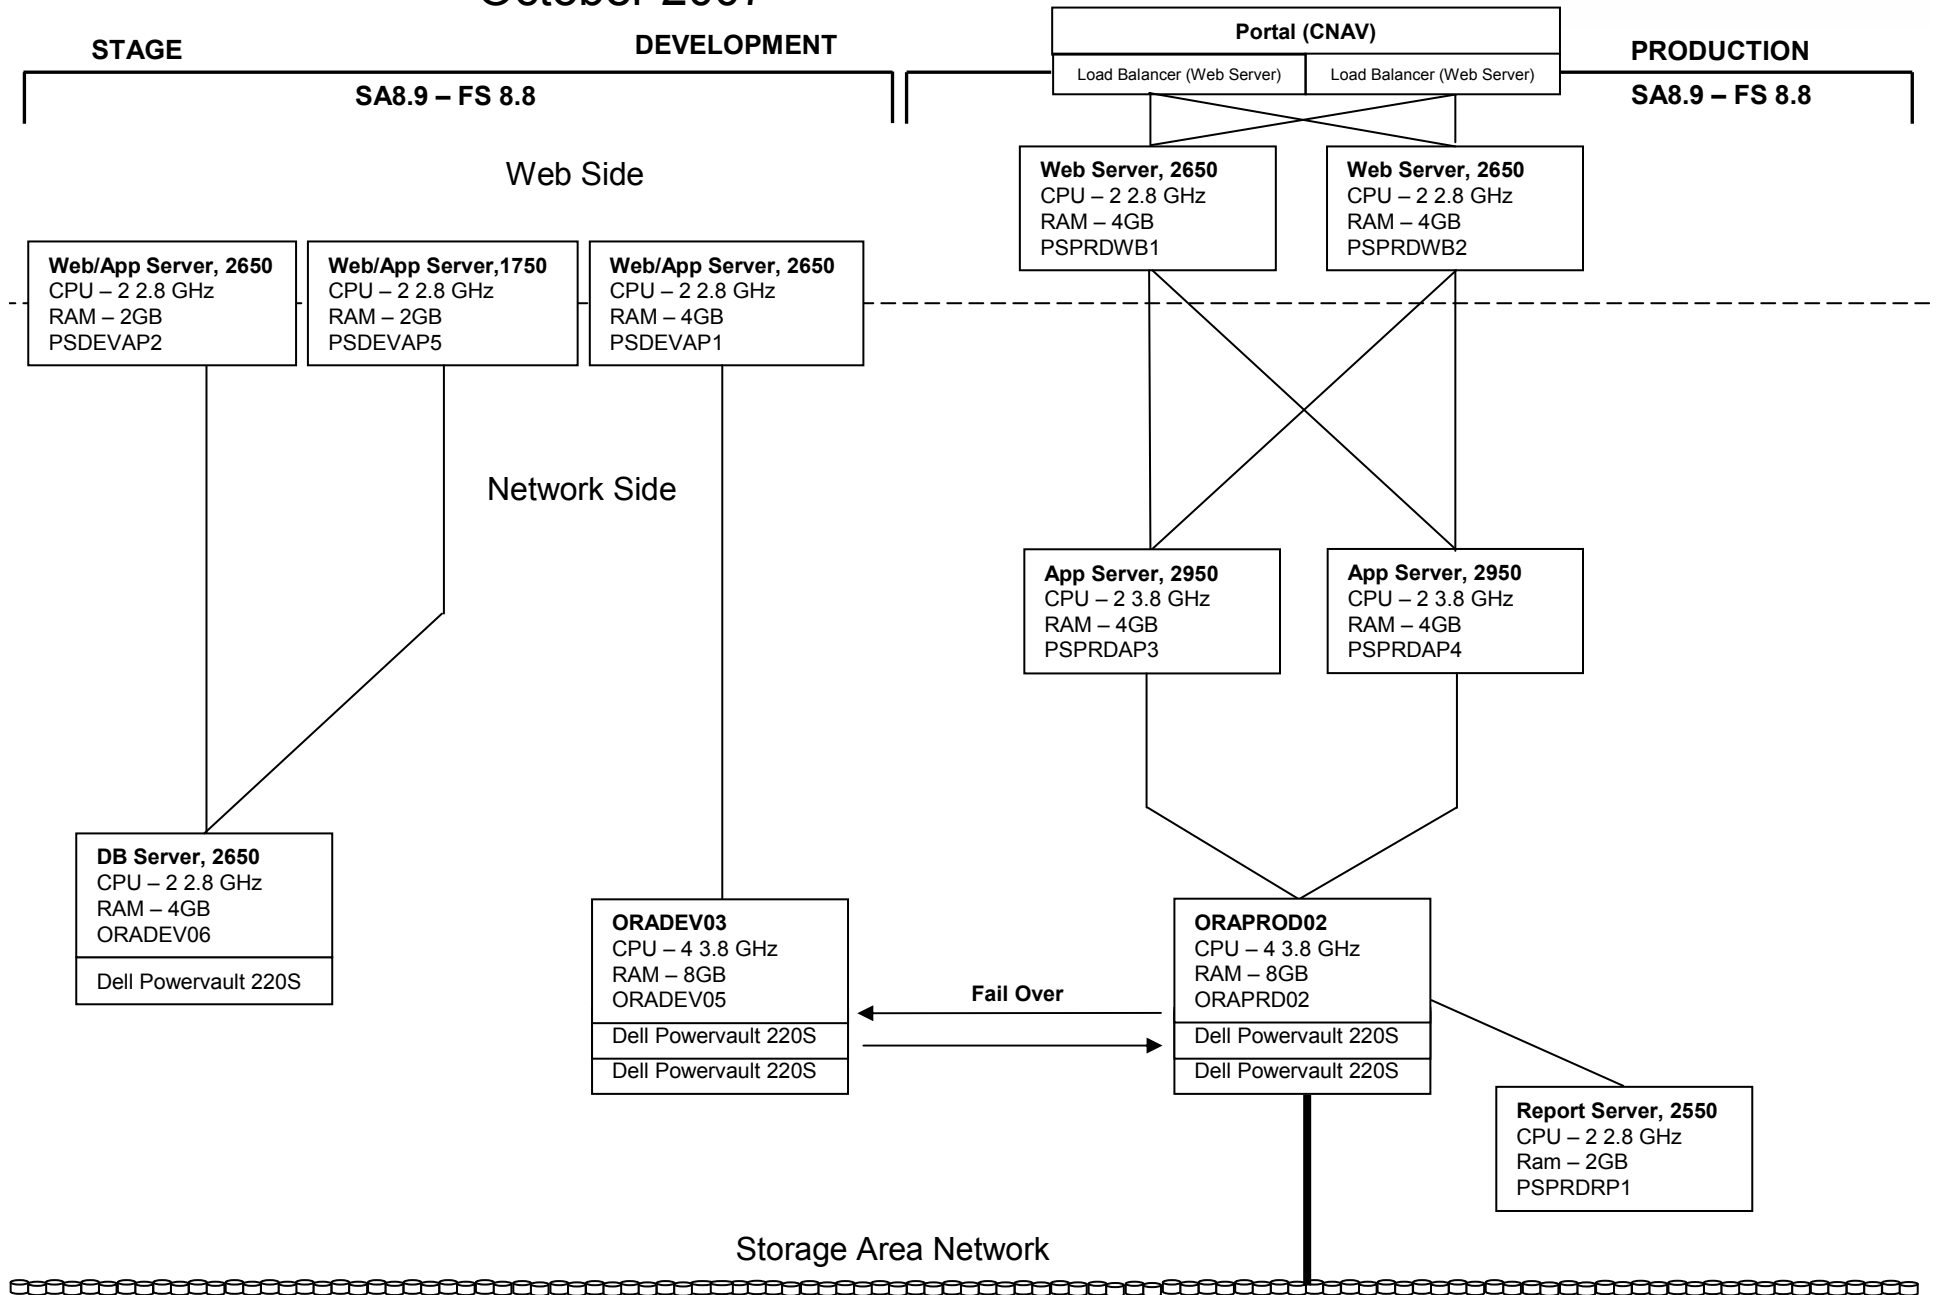 STAGE
DEVELOPMENT
SA8.9 – FS 8.8
Portal (CNAV)
Load Balancer (Web Server)
Load Balancer (Web Server)
PRODUCTION
SA8.9 – FS 8.8
Web Side
Web Server, 2650
CPU – 2 2.8 GHz
RAM – 4GB
PSPRDWB1
Web Server, 2650
CPU – 2 2.8 GHz
RAM – 4GB
PSPRDWB2
Web/App Server, 2650
CPU – 2 2.8 GHz
RAM – 2GB
PSDEVAP2
Web/App Server,1750
CPU – 2 2.8 GHz
RAM – 2GB
PSDEVAP5
Web/App Server, 2650
CPU – 2 2.8 GHz
RAM – 4GB
PSDEVAP1
Network Side
App Server, 2950
CPU – 2 3.8 GHz
RAM – 4GB
PSPRDAP3
App Server, 2950
CPU – 2 3.8 GHz
RAM – 4GB
PSPRDAP4
DB Server, 2650
CPU – 2 2.8 GHz
RAM – 4GB
ORADEV06
Dell Powervault 220S
ORADEV03
CPU – 4 3.8 GHz
RAM – 8GB
ORADEV05
Dell Powervault 220S
Dell Powervault 220S
Fail Over
ORAPROD02
CPU – 4 3.8 GHz
RAM – 8GB
ORAPRD02
Dell Powervault 220S
Dell Powervault 220S
Report Server, 2550
CPU – 2 2.8 GHz
Ram – 2GB
PSPRDRP1
Storage Area Network